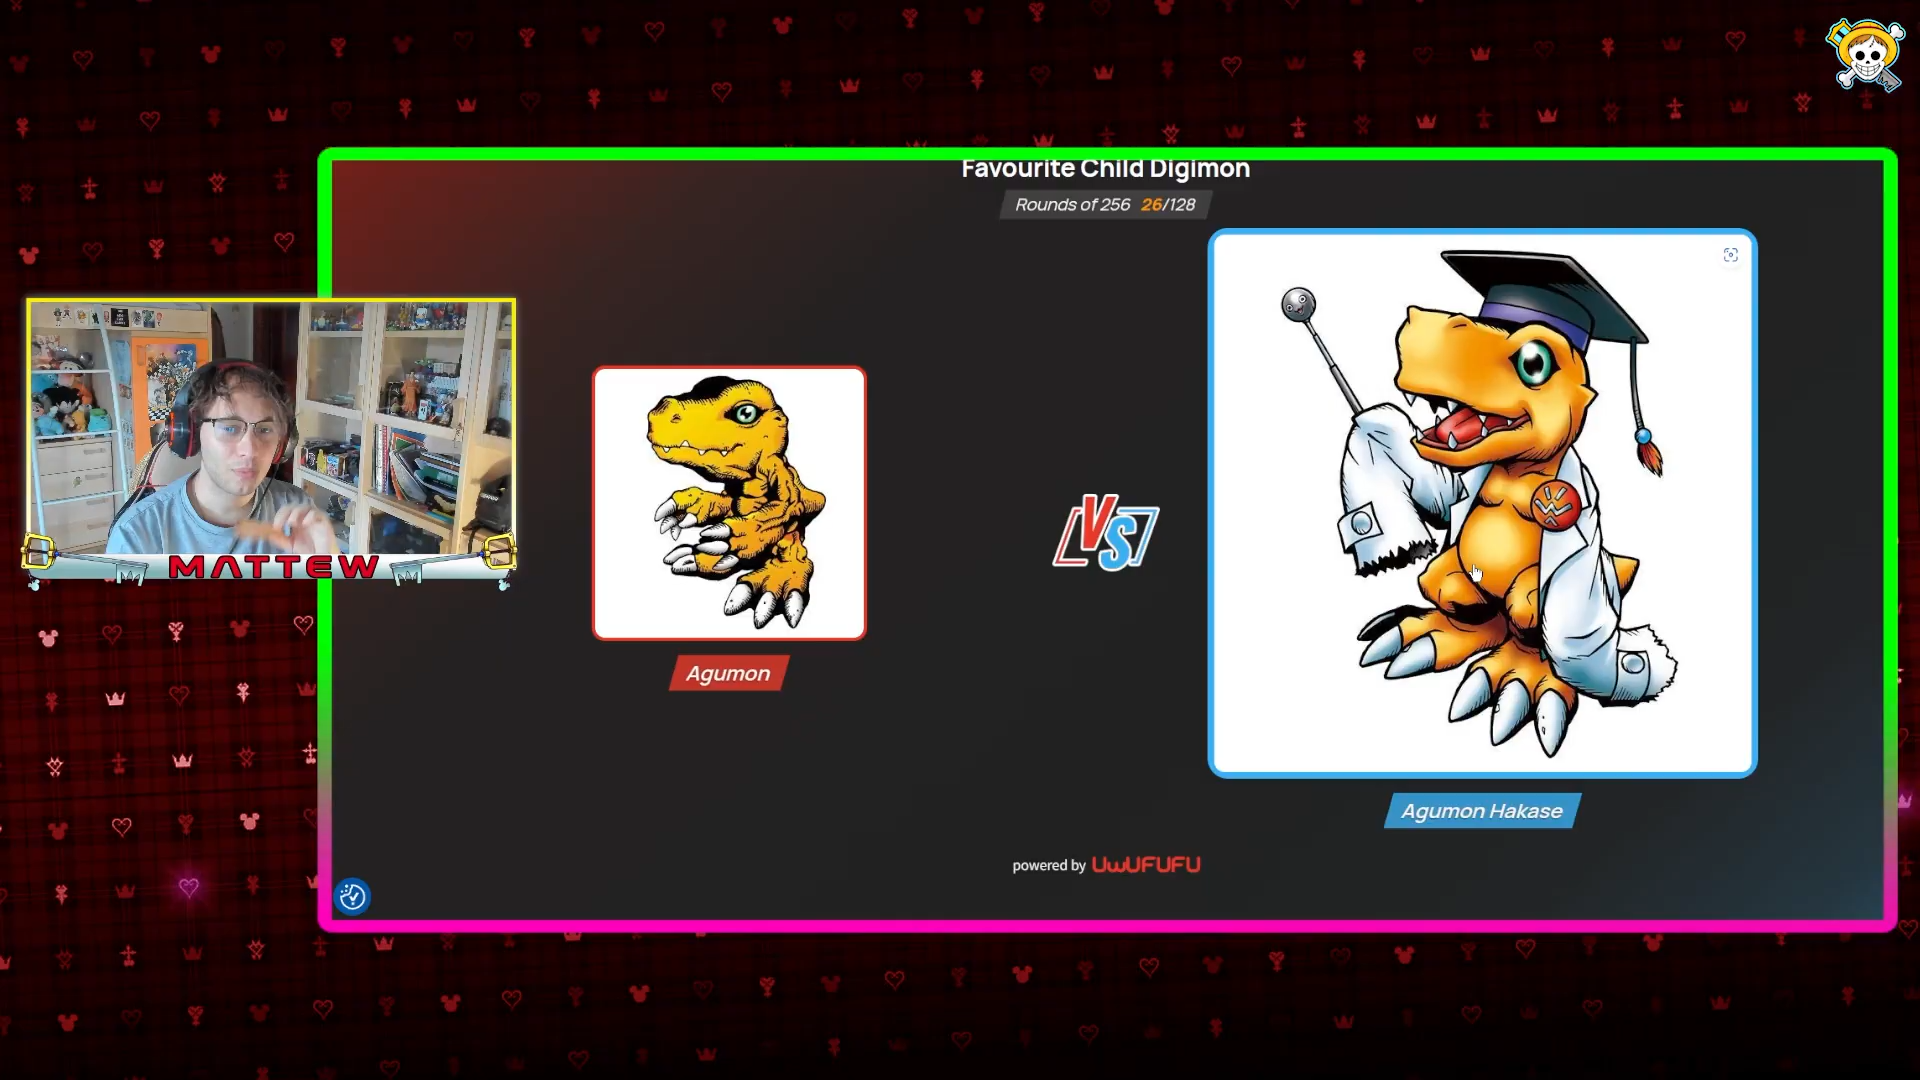 Favourite Child Digimon
Rounds of 256 26/128
MATTEW
VS
Agumon
Agumon Hakase
powered by UwUFUFU